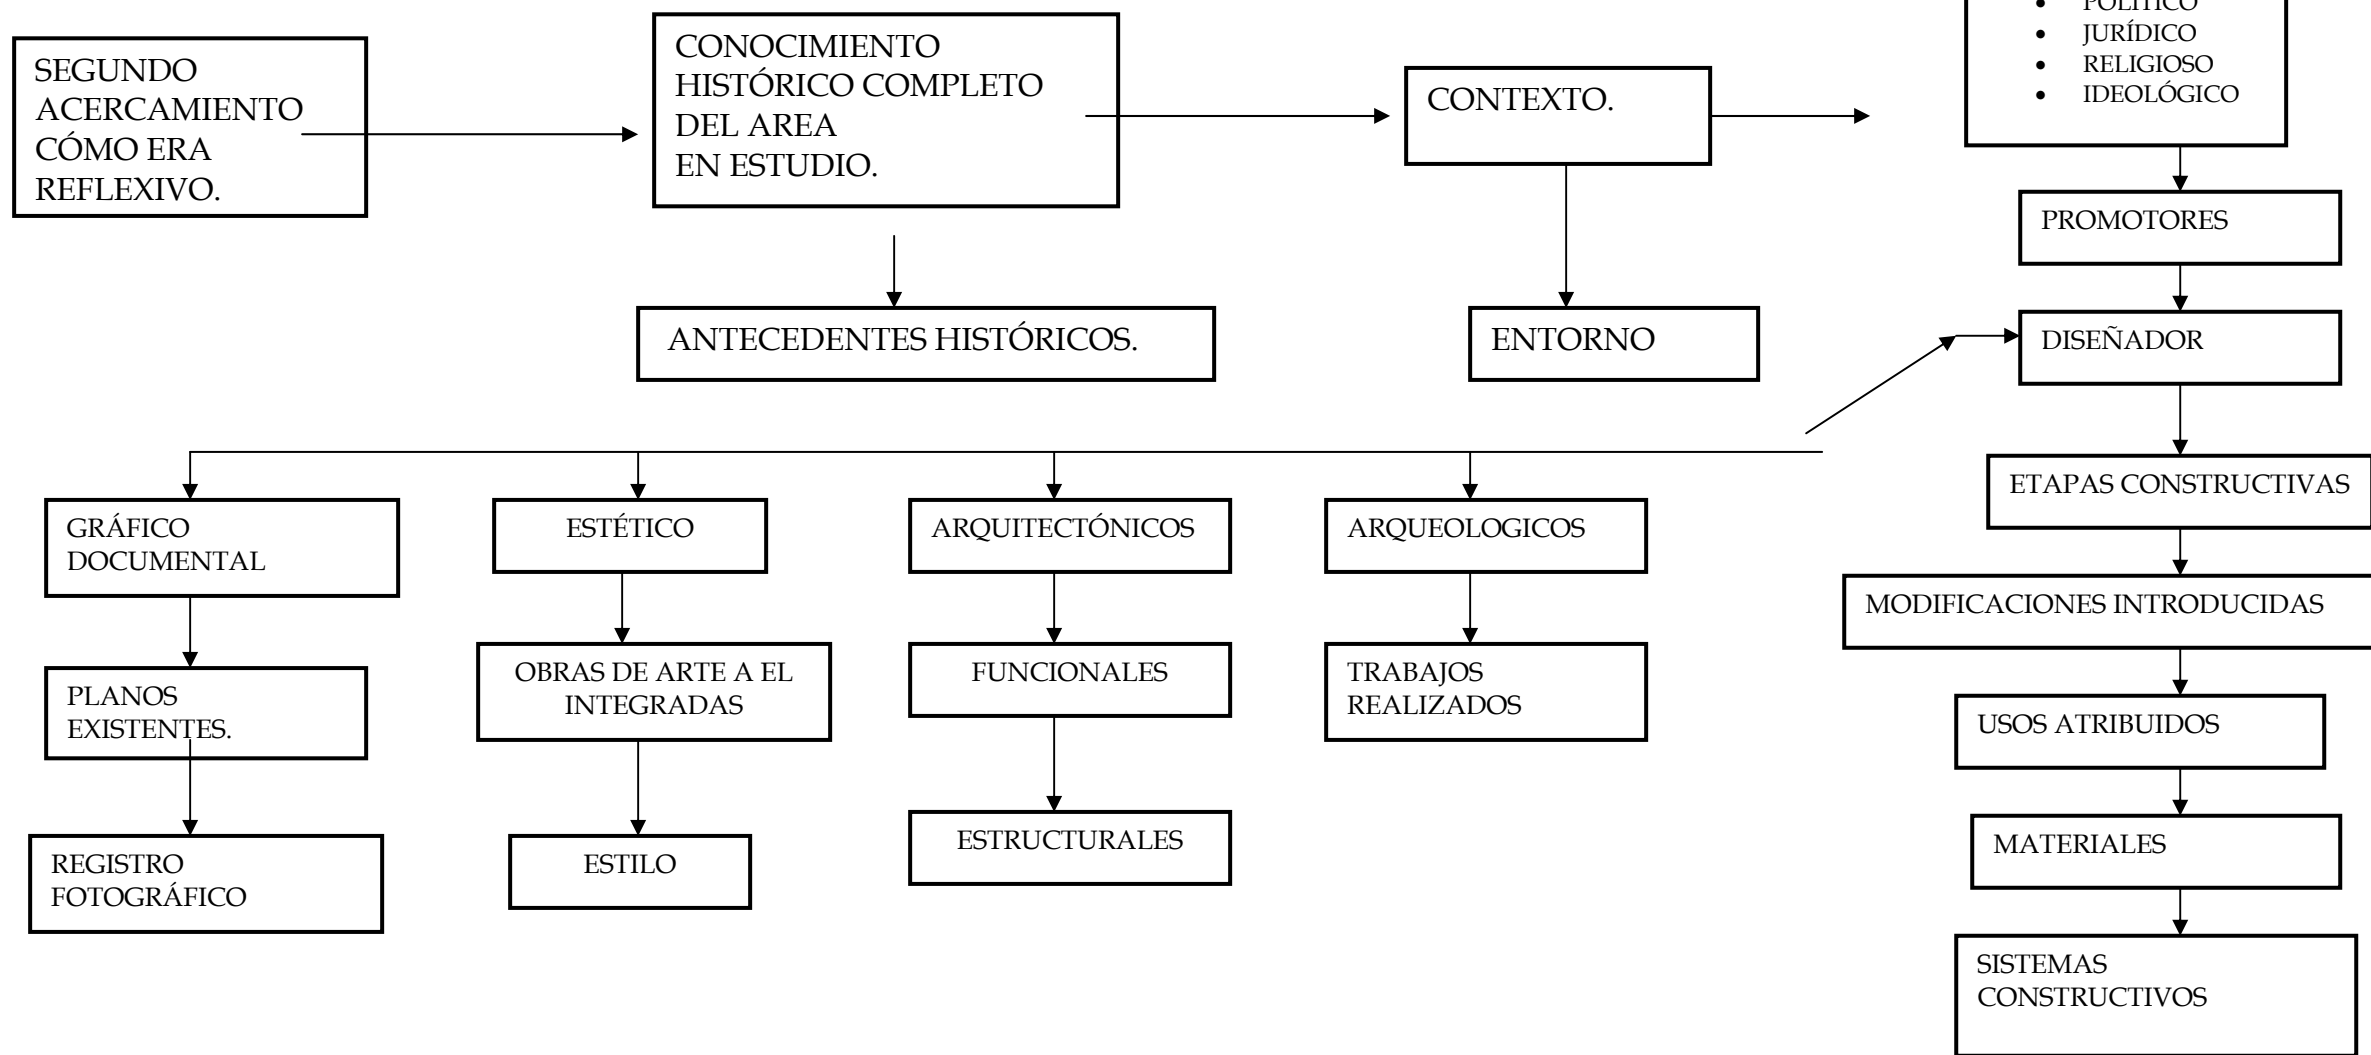 SEGUNDO
ACERCAMIENTO
CÓMO ERA
REFLEXIVO.
CONOCIMIENTO
HISTÓRICO COMPLETO
DEL AREA
EN ESTUDIO.
CONTEXTO.
• POLÍTICO
• JURÍDICO
• RELIGIOSO
• IDEOLÓGICO
PROMOTORES
ANTECEDENTES HISTÓRICOS.
ENTORNO
DISEÑADOR
ETAPAS CONSTRUCTIVAS
GRÁFICO
DOCUMENTAL
ESTÉTICO
ARQUITECTÓNICOS
ARQUEOLOGICOS
MODIFICACIONES INTRODUCIDAS
PLANOS
EXISTENTES.
OBRAS DE ARTE A EL
INTEGRADAS
FUNCIONALES
TRABAJOS
REALIZADOS
USOS ATRIBUIDOS
REGISTRO
FOTOGRÁFICO
ESTILO
ESTRUCTURALES
MATERIALES
SISTEMAS
CONSTRUCTIVOS